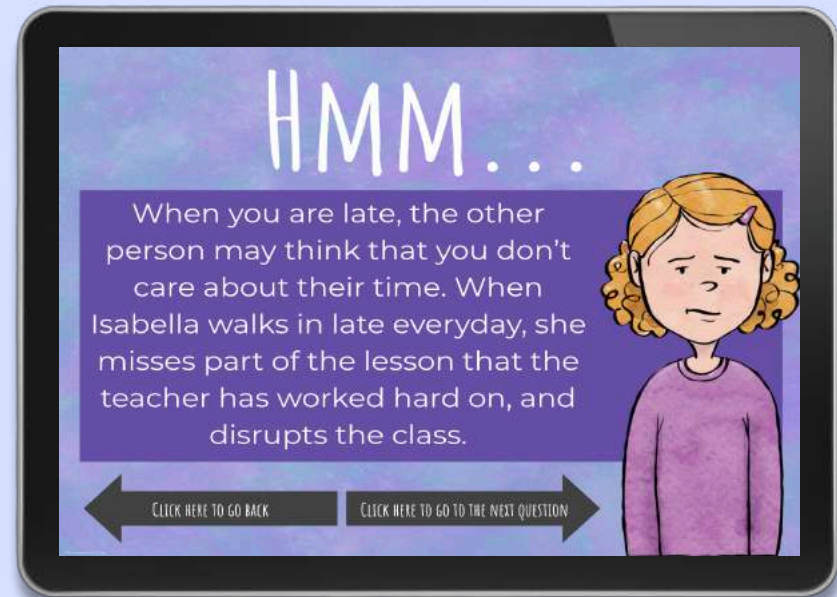 HMM...
When you are late, the other
person may think that you don't
care about their time. When
Isabella walks in late everyday, she
misses part of the lesson that the
teacher has worked hard on, and
disrupts the class.
CLICK HERE TO GO BACK
CLICK HERE TO GO TO THE NEXT QUESTION